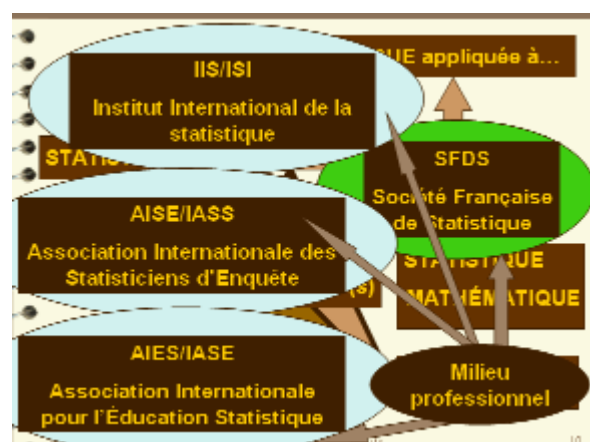 UE appliquée à...
IIS/ISI
Institut International de la
statistique
SFDS
Société Française
de Statistique
AISE/IASS
Association Internationale des
Statisticiens d'Enquête
STATISTIQUE
MATHÉMATIQUE
(s)
AIES/IASE
Association Internationale
pour l'Éducation Statistique
Milieu
professionnel